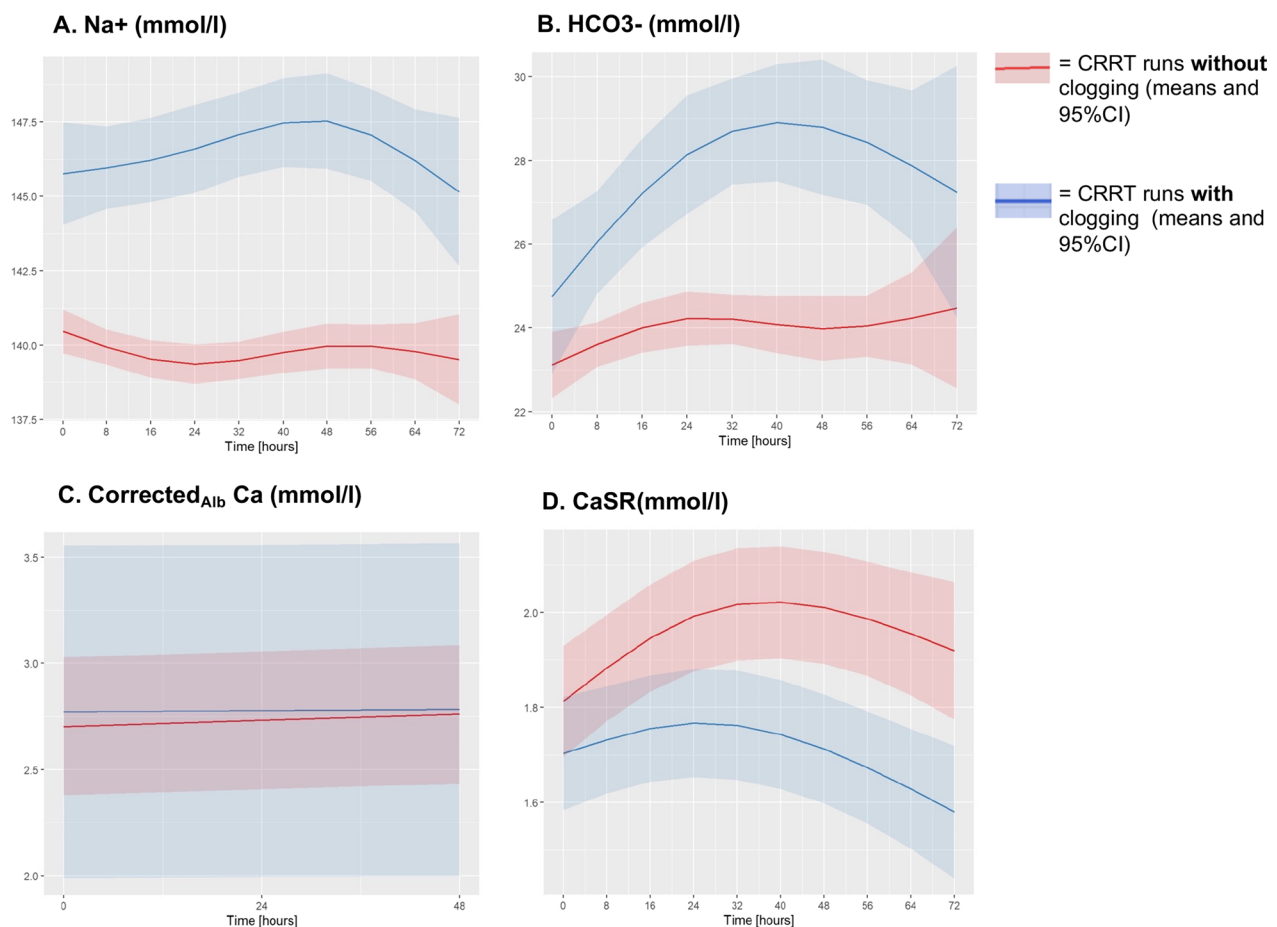 A. Na+ (mmol/l)
147.5
145.0
142.5
140.0
137.5
0 8 16 24 32 40 48 56 64 72
Time [hours]
B. HCO3- (mmol/l)
30
28
26
24
22
0 8 16 24 32 40 48 56 64 72
Time [hours]
= CRRT runs without
clogging (means and
95%CI)
= CRRT runs with
clogging (means and
95%CI)
C. CorrectedAlb Ca (mmol/l)
3.5
3.0
2.5
2.0
0 24 48
Time [hours]
D. CaSR(mmol/l)
2.0
1.8
1.6
0 8 16 24 32 40 48 56 64 72
Time [hours]